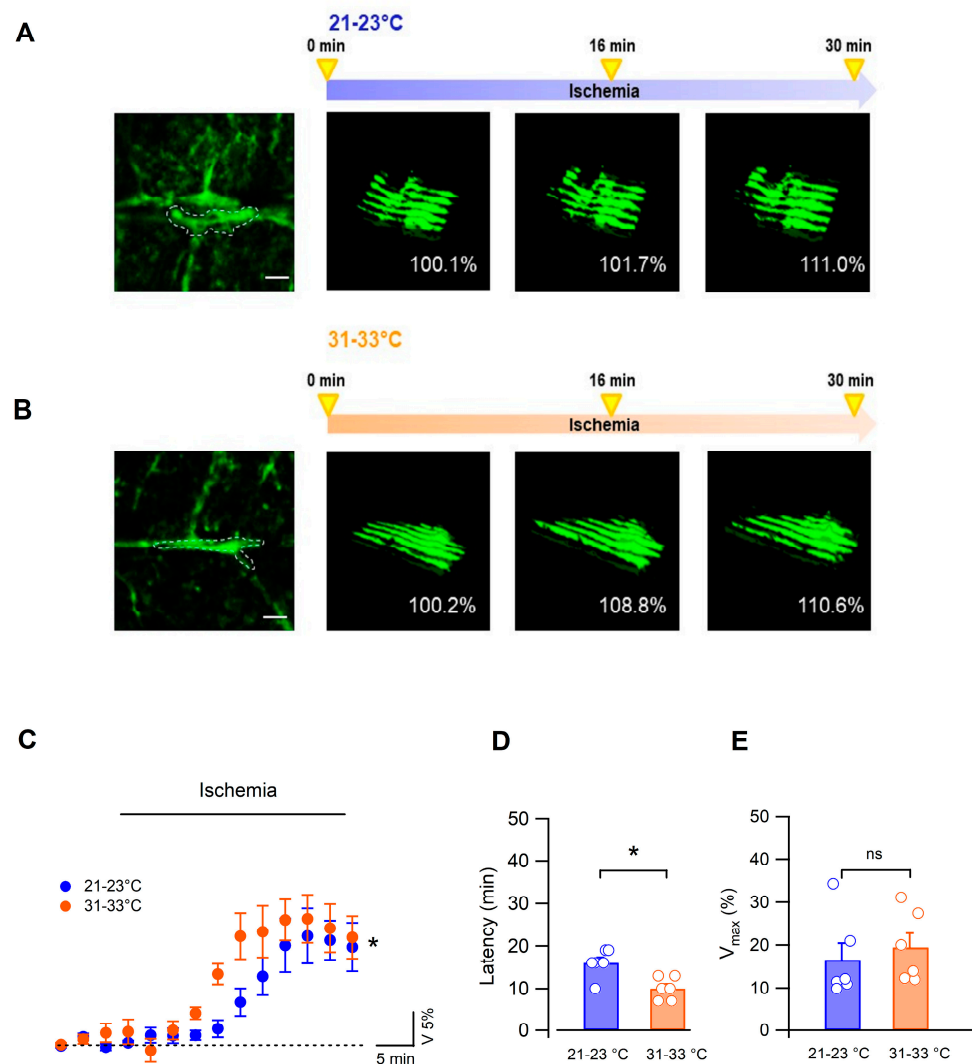 A
21-23°C
0 min 16 min 30 min
Ischemia
100.1% 101.7% 111.0%
31-33°C
0 min 16 min 30 min
B
Ischemia
100.2% 108.8% 110.6%
C
Ischemia
21-23°C
31-33°C
*
V 5%
5 min
D
50
40
30
20
10
0
Latency (min)
*
21-23 °C 31-33 °C
E
50
40
30
20
10
0
Vmax (%)
ns
21-23 °C 31-33 °C